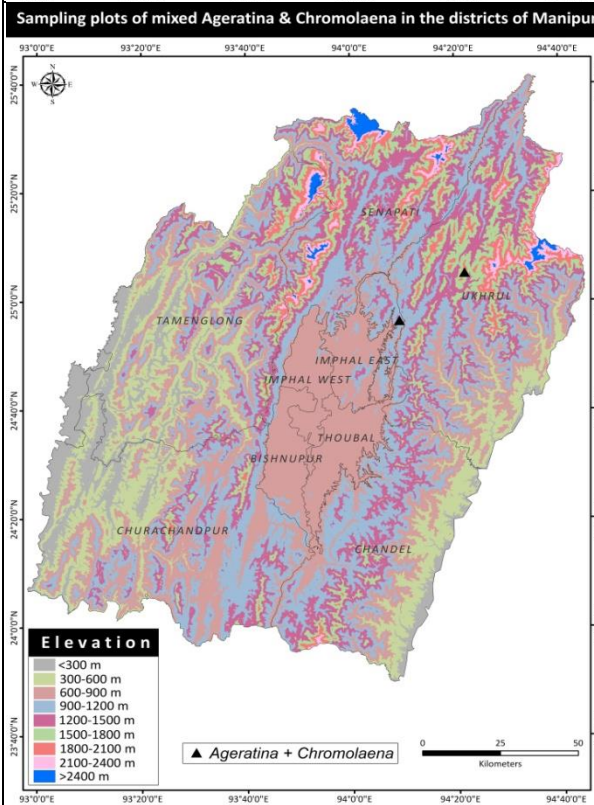 Sampling plots of mixed Ageratina & Chromolaena in the districts of Manipur
93°0'0"E 93°20'0"E 93°40'0"E 94°0'0"E 94°20'0"E 94°40'0"E
N
W E
S
25°40'0"N
25°20'0"N
25°0'0"N
24°40'0"N
24°20'0"N
24°0'0"N
23°40'0"N
SENAPATI
UKHRUL
TAMENGLONG
IMPHAL EAST
IMPHAL WEST
THOUBAL
BISHNUPUR
CHURACHANDPUR
CHANDEL
Elevation
<300 m
300-600 m
600-900 m
900-1200 m
1200-1500 m
1500-1800 m
1800-2100 m
2100-2400 m
>2400 m
Ageratina + Chromolaena
0 25 50
Kilometers
93°20'0"E 93°40'0"E 94°0'0"E 94°20'0"E 94°40'0"E